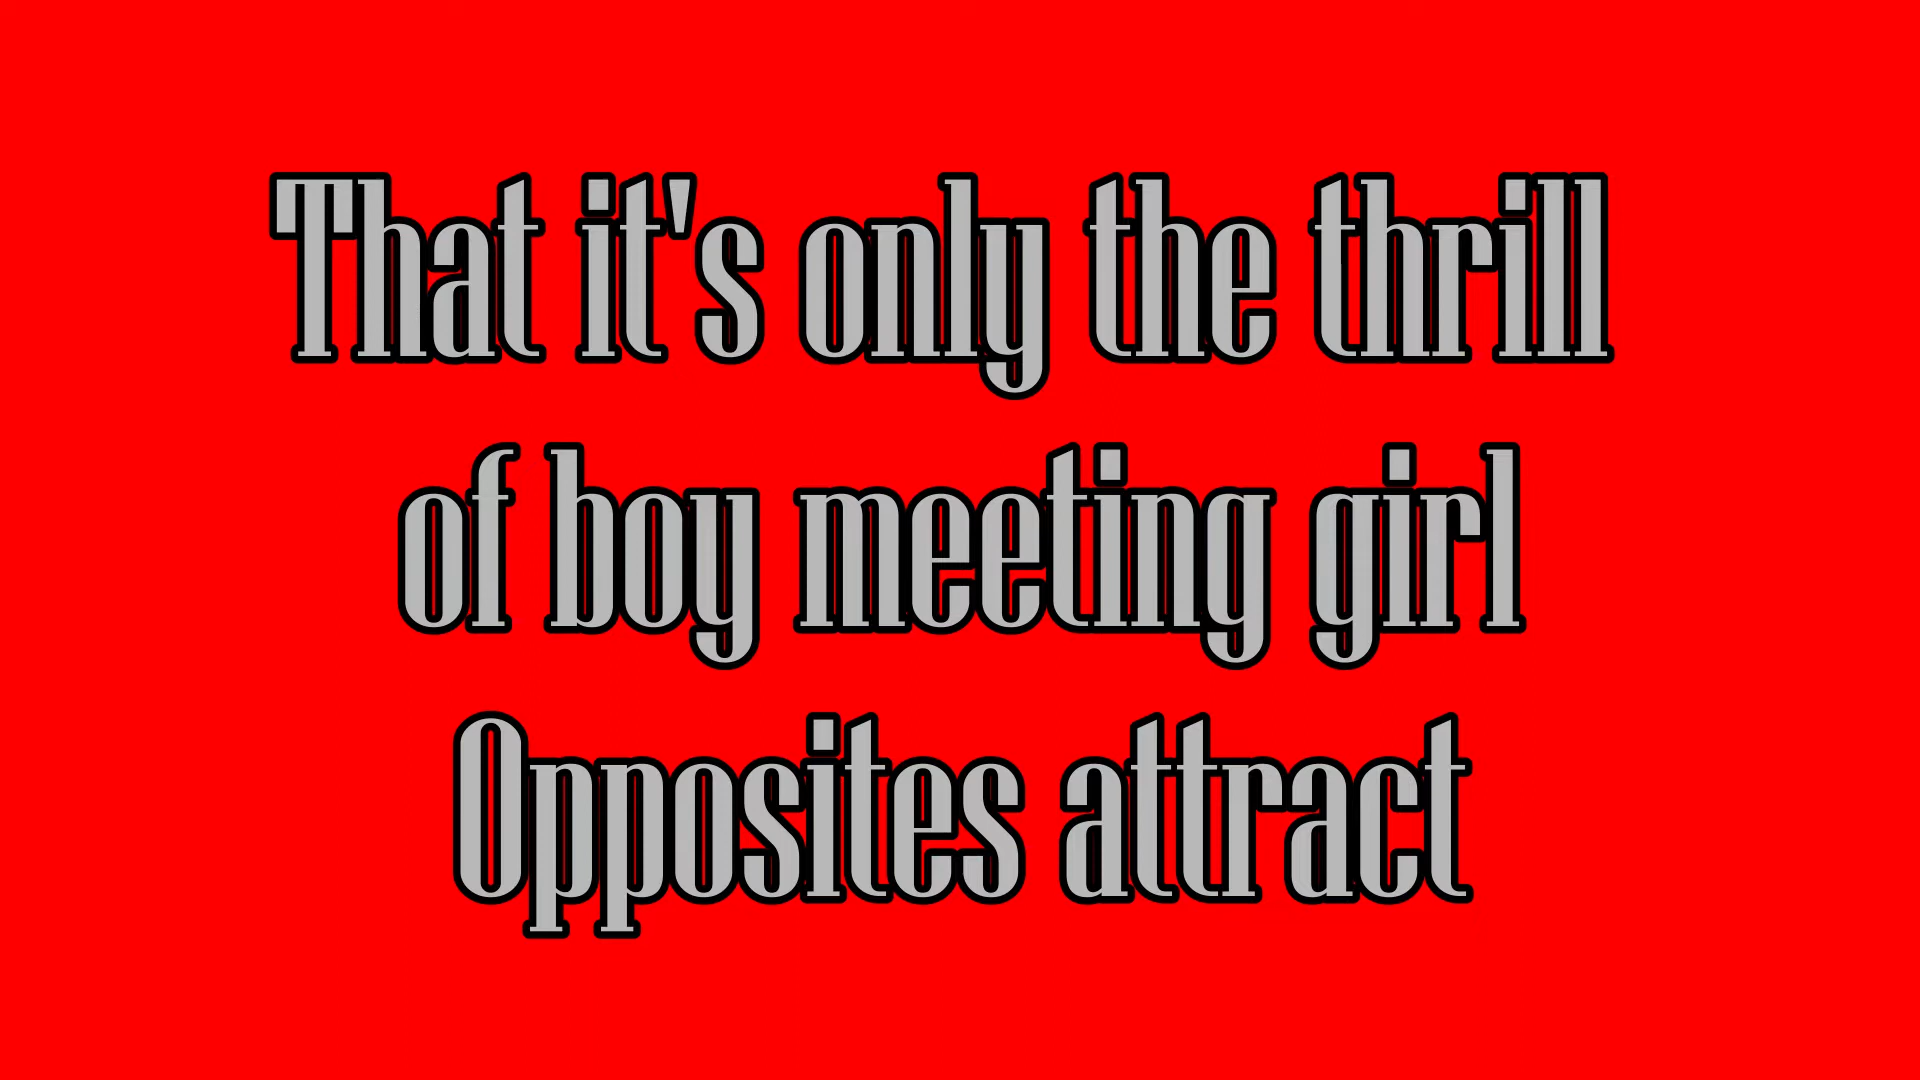 That it's only the thrill
of boy meeting girl
Opposites attract